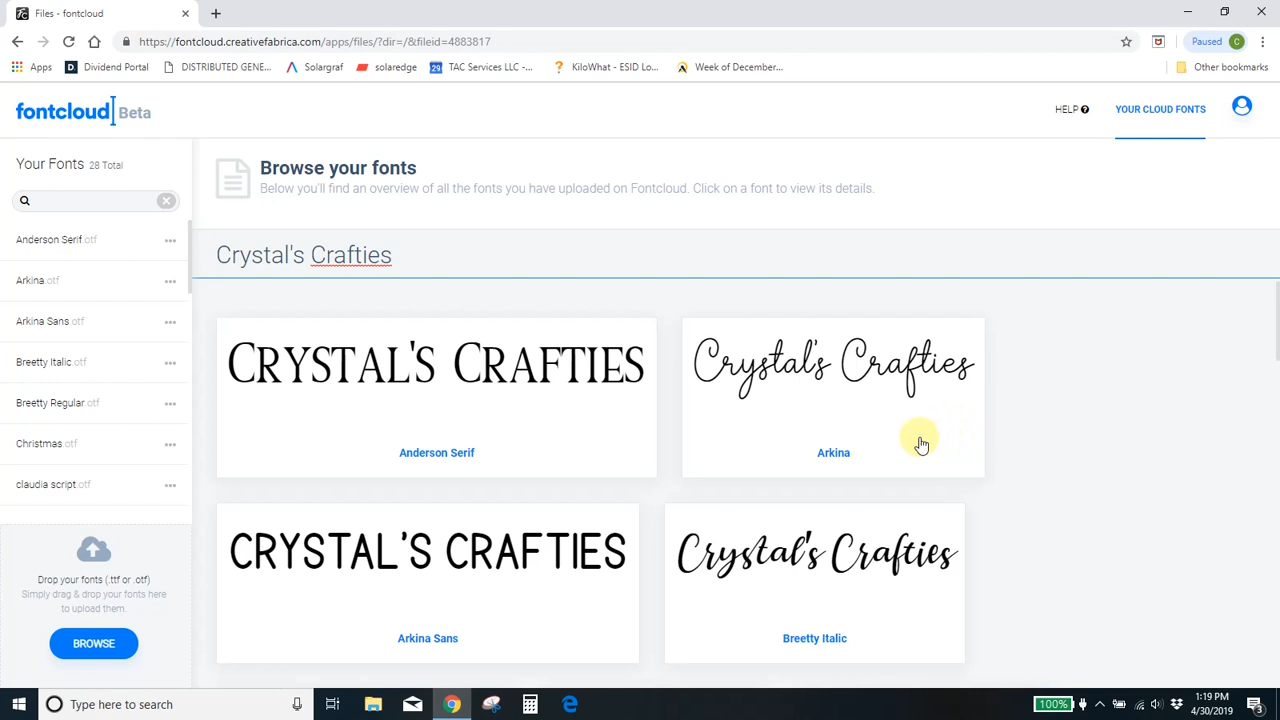 Files - fontcloud
https://fontcloud.creativefabrica.com/apps/files/?dir=/&fileid=4883817
Paused C
Apps Dividend Portal DISTRIBUTED GENE... Solargraf solaredge 29 TAC Services LLC -... KiloWhat - ESID Lo... Week of December... Other bookmarks
fontcloud Beta
HELP ?
YOUR CLOUD FONTS
Your Fonts 28 Total
Anderson Serif.otf
Arkina.otf
Arkina Sans.otf
Breetty Italic.otf
Breetty Regular.otf
Christmas.otf
claudia script.otf
Drop your fonts (.ttf or .otf)
Simply drag & drop your fonts here
to upload them.
BROWSE
Browse your fonts
Below you'll find an overview of all the fonts you have uploaded on Fontcloud. Click on a font to view its details.
Crystal's Crafties
Crystal's Crafties
Anderson Serif
Crystal's Crafties
Arkina
CRYSTAL'S CRAFTIES
Arkina Sans
Crystal's Crafties
Breetty Italic
Type here to search
100%
1:19 PM
4/30/2019
3